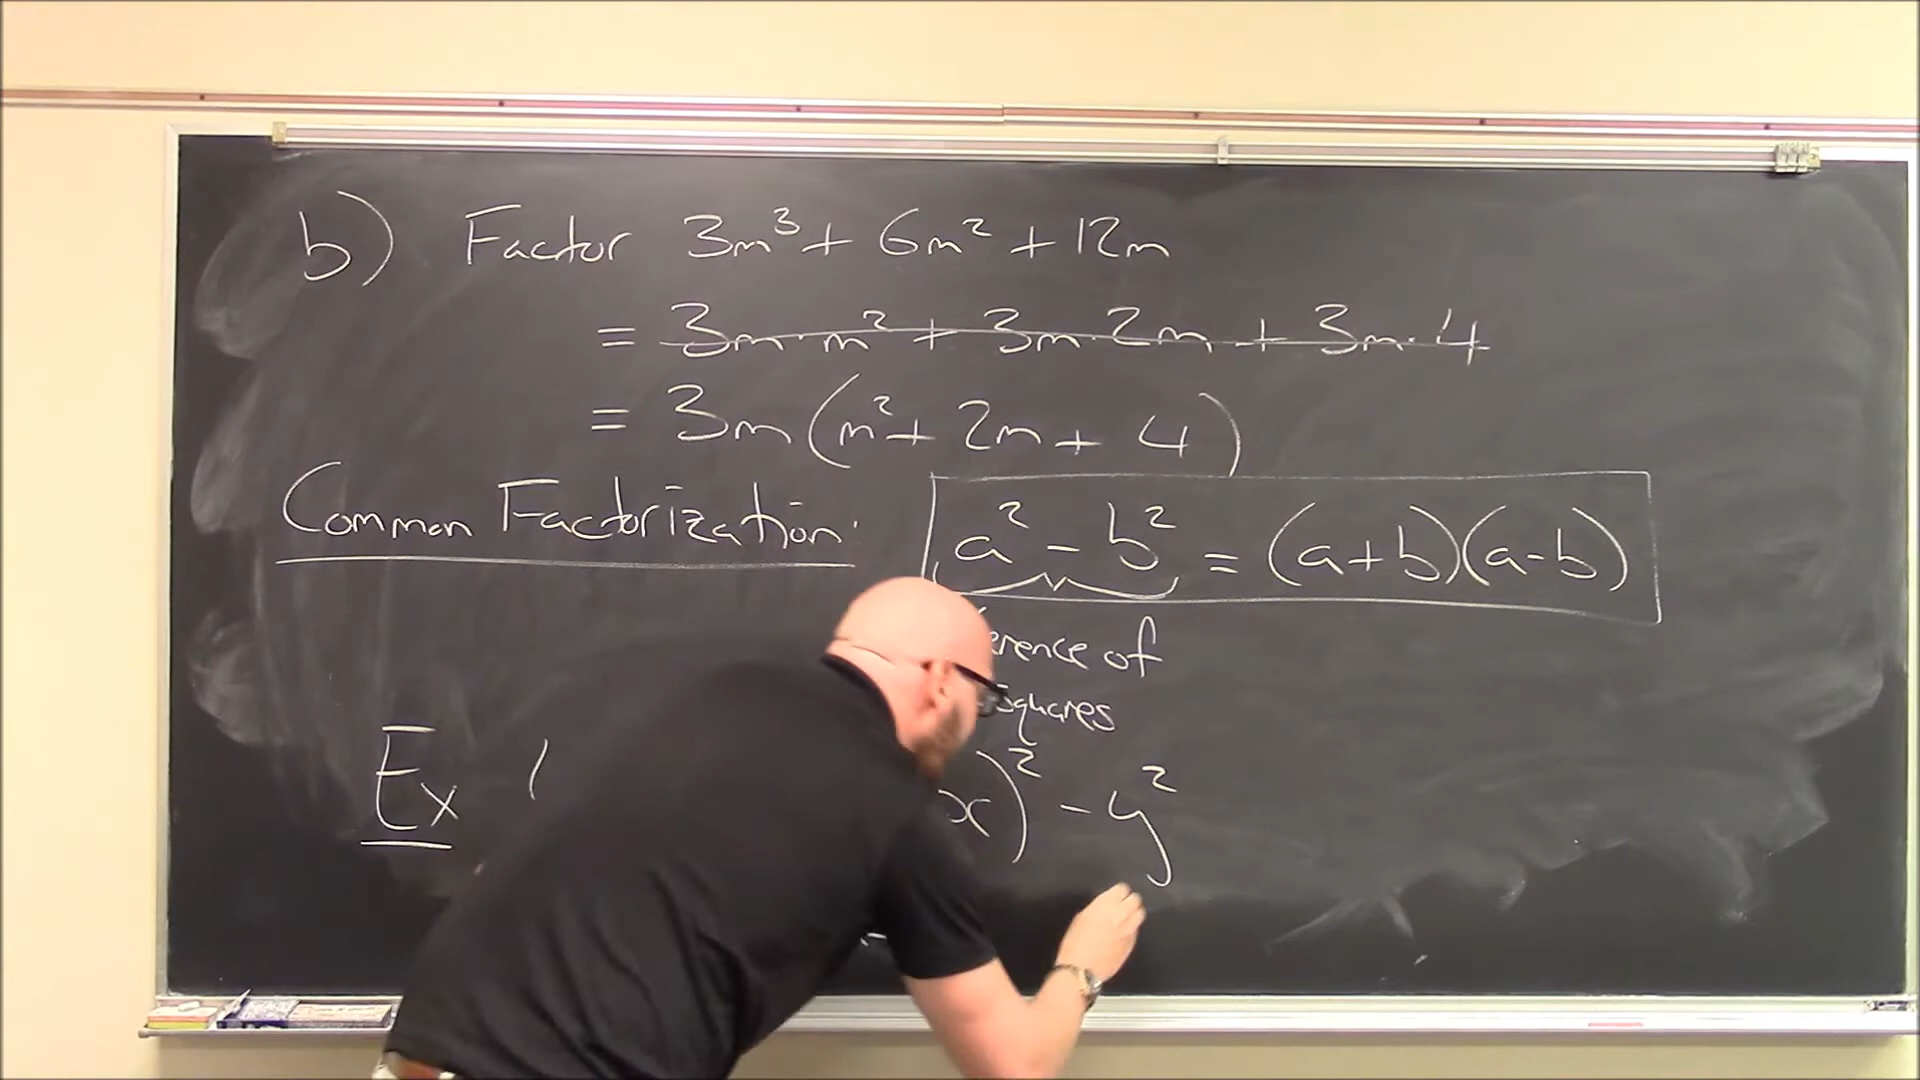 b) Factor 3m³ + 6m² + 12m
= 3m·m² + 3m·2m + 3m·4
= 3m(m² + 2m + 4)
Common Factorization: a² - b² = (a+b)(a-b)
erence of
squares
Ex x)² - y²